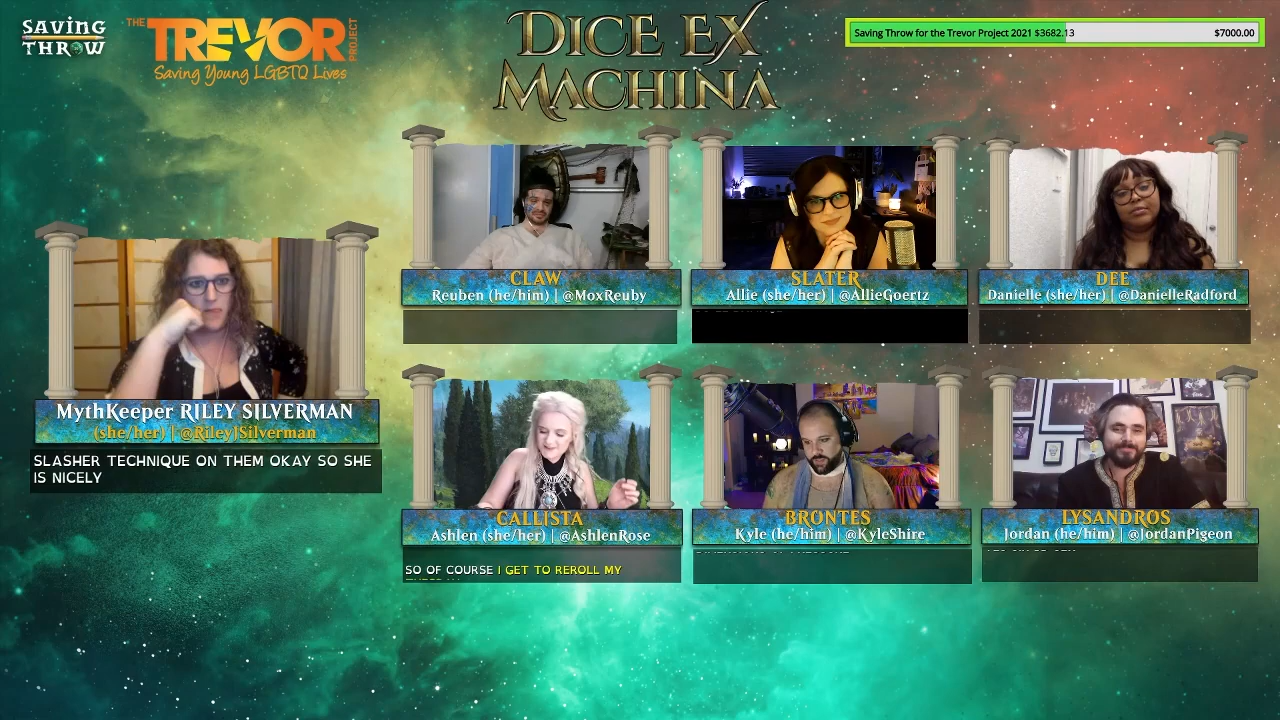 SAVING
THROW
THE
TREVOR
PROJECT
Saving Young LGBTQ Lives
DICE EX
MACHINA
Saving Throw for the Trevor Project 2021 $3682.13
$7000.00
CLAW
Reuben (he/him) | @MoxReuby
SLATER
Allie (she/her) | @AllieGoertz
DEE
Danielle (she/her) | @DanielleRadford
MythKeeper RILEY SILVERMAN
(she/her) | @RileyJSilverman
SLASHER TECHNIQUE ON THEM OKAY SO SHE
IS NICELY
CALLISTA
Ashlen (she/her) | @AshlenRose
SO OF COURSE I GET TO REROLL MY
BRONTES
Kyle (he/him) | @KyleShire
LYSANDROS
Jordan (he/him) | @JordanPigeon